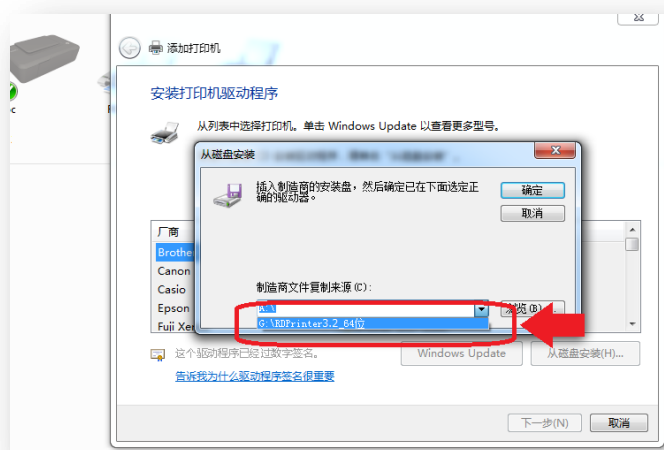 添加打印机
安装打印机驱动程序
从列表中选择打印机。单击 Windows Update 以查看更多型号。
从磁盘安装
插入制造商的安装盘，然后确定已在下面选定正
确的驱动器。
确定
取消
厂商
Brothe
Canon
Casio
Epson
Fuji Xe
制造商文件复制来源(C):
A:\
浏览(B)...
G:\RDPrinter3.2_64位
这个驱动程序已经过数字签名。
Windows Update
从磁盘安装(H)...
告诉我为什么驱动程序签名很重要
下一步(N)
取消